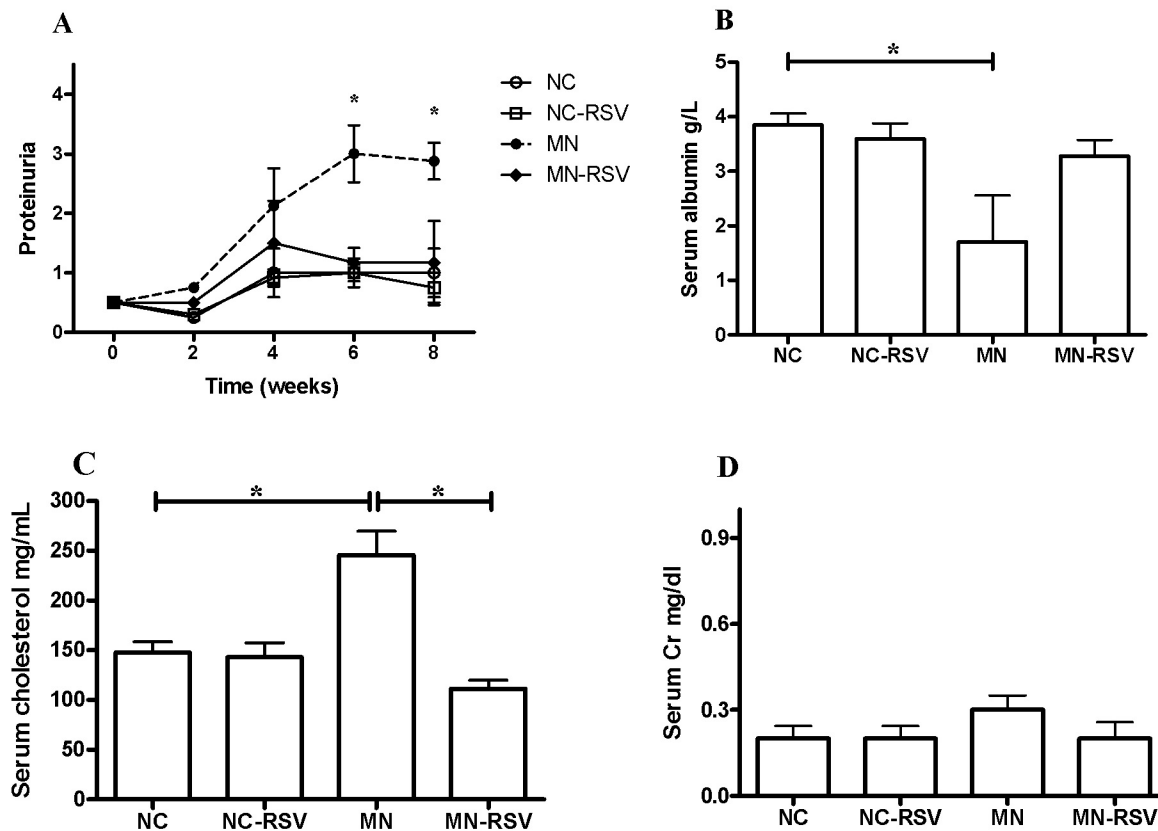 A
Proteinuria
4
3
2
1
0
* *
0 2 4 6 8
Time (weeks)
NC
NC-RSV
MN
MN-RSV
B
Serum albumin g/L
5
4
3
2
1
0
*
NC NC-RSV MN MN-RSV
C
Serum cholesterol mg/mL
300
250
200
150
100
50
0
* *
NC NC-RSV MN MN-RSV
D
Serum Cr mg/dl
0.9
0.6
0.3
0.0
NC NC-RSV MN MN-RSV